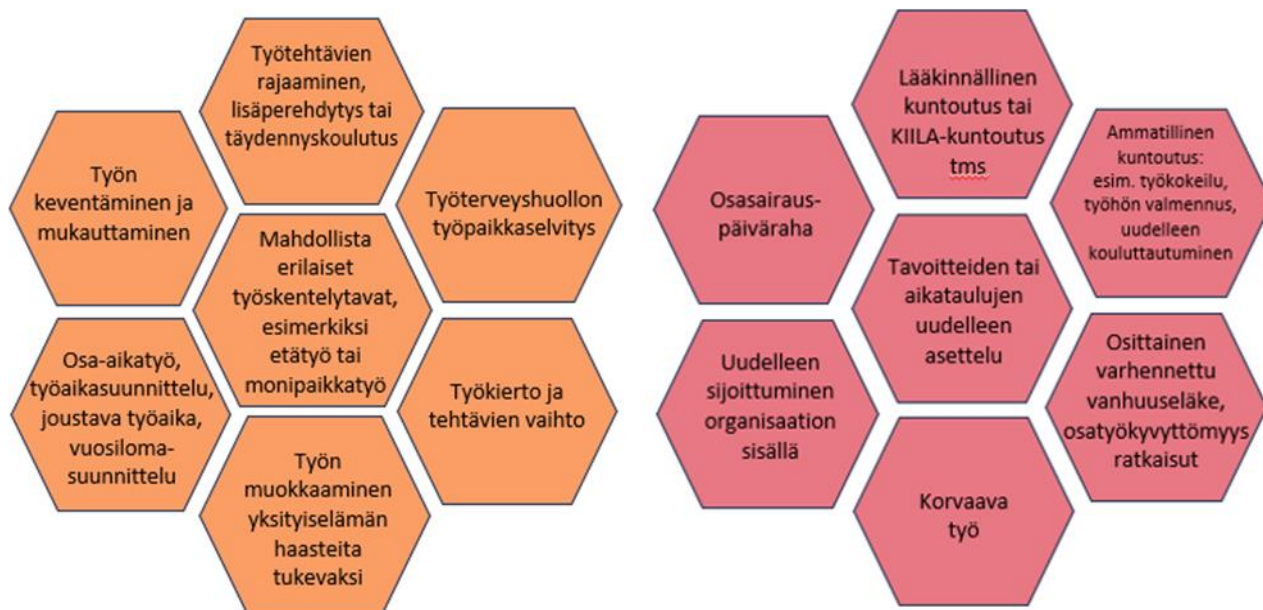 Työtehtävien
rajaaminen,
lisäperehdytys tai
täydennyskoulutus
Työn
keventäminen ja
mukauttaminen
Työterveyshuollon
työpaikkaselvitys
Mahdollista
erilaiset
työskentelytavat,
esimerkiksi
etätyö tai
monipaikkatyö
Osa-aikatyö,
työaikasuunnittelu,
joustava työaika,
vuosiloma-
suunnittelu
Työkierto ja
tehtävien vaihto
Työn
muokkaaminen
yksityiselämän
haasteita
tukevaksi
Lääkinnällinen
kuntoutus tai
KIILA-kuntoutus
tms
Osasairaus-
päiväraha
Ammatillinen
kuntoutus:
esim. työkokeilu,
työhön valmennus,
uudelleen
kouluttautuminen
Tavoitteiden tai
aikataulujen
uudelleen
asettelu
Uudelleen
sijoittuminen
organisaation
sisällä
Osittainen
varhennettu
vanhuuseläke,
osatyökyvyttömyys
ratkaisut
Korvaava
työ